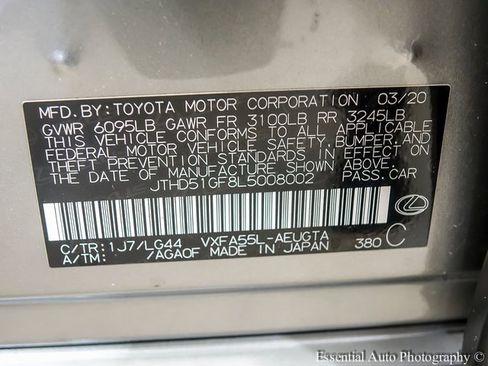 MFD.BY:TOYOTA MOTOR CORPORATION 03/20
GVWR 6095LB GAWR FR 3100LB RR 3245LB
THIS VEHICLE CONFORMS TO ALL APPLICABLE
FEDERAL MOTOR VEHICLE SAFETY,BUMPER,AND
THEFT PREVENTION STANDARDS IN EFFECT ON
THE DATE OF MANUFACTURE SHOWN ABOVE.
JTHD51GF8L5008002 PASS.CAR
C/TR:1J7/LG44 VXFA55L-AEUGTA
A/TM: /AGA0F MADE IN JAPAN 380 C
Essential Auto Photography ©